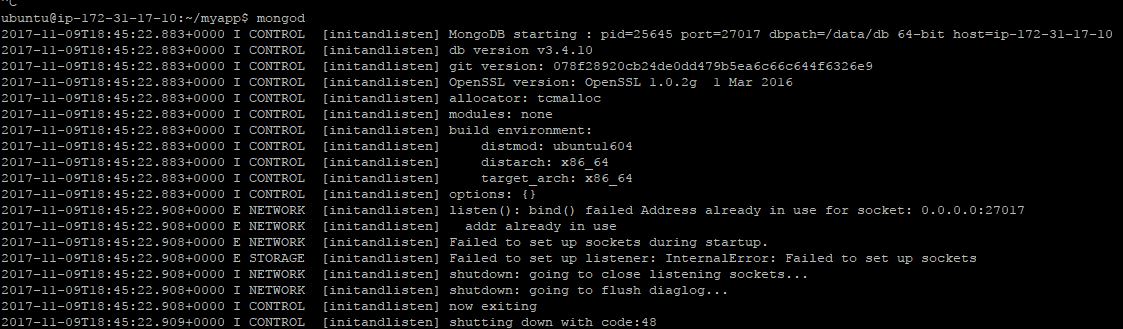 ^C
ubuntu@ip-172-31-17-10:~/myapp$ mongod
2017-11-09T18:45:22.883+0000 I CONTROL  [initandlisten] MongoDB starting : pid=25645 port=27017 dbpath=/data/db 64-bit host=ip-172-31-17-10
2017-11-09T18:45:22.883+0000 I CONTROL  [initandlisten] db version v3.4.10
2017-11-09T18:45:22.883+0000 I CONTROL  [initandlisten] git version: 078f28920cb24de0dd479b5ea6c66c644f6326e9
2017-11-09T18:45:22.883+0000 I CONTROL  [initandlisten] OpenSSL version: OpenSSL 1.0.2g  1 Mar 2016
2017-11-09T18:45:22.883+0000 I CONTROL  [initandlisten] allocator: tcmalloc
2017-11-09T18:45:22.883+0000 I CONTROL  [initandlisten] modules: none
2017-11-09T18:45:22.883+0000 I CONTROL  [initandlisten] build environment:
2017-11-09T18:45:22.883+0000 I CONTROL  [initandlisten]     distmod: ubuntu1604
2017-11-09T18:45:22.883+0000 I CONTROL  [initandlisten]     distarch: x86_64
2017-11-09T18:45:22.883+0000 I CONTROL  [initandlisten]     target_arch: x86_64
2017-11-09T18:45:22.883+0000 I CONTROL  [initandlisten] options: {}
2017-11-09T18:45:22.908+0000 E NETWORK  [initandlisten] listen(): bind() failed Address already in use for socket: 0.0.0.0:27017
2017-11-09T18:45:22.908+0000 E NETWORK  [initandlisten]   addr already in use
2017-11-09T18:45:22.908+0000 E NETWORK  [initandlisten] Failed to set up sockets during startup.
2017-11-09T18:45:22.908+0000 E STORAGE  [initandlisten] Failed to set up listener: InternalError: Failed to set up sockets
2017-11-09T18:45:22.908+0000 I NETWORK  [initandlisten] shutdown: going to close listening sockets...
2017-11-09T18:45:22.908+0000 I NETWORK  [initandlisten] shutdown: going to flush diaglog...
2017-11-09T18:45:22.908+0000 I CONTROL  [initandlisten] now exiting
2017-11-09T18:45:22.909+0000 I CONTROL  [initandlisten] shutting down with code:48